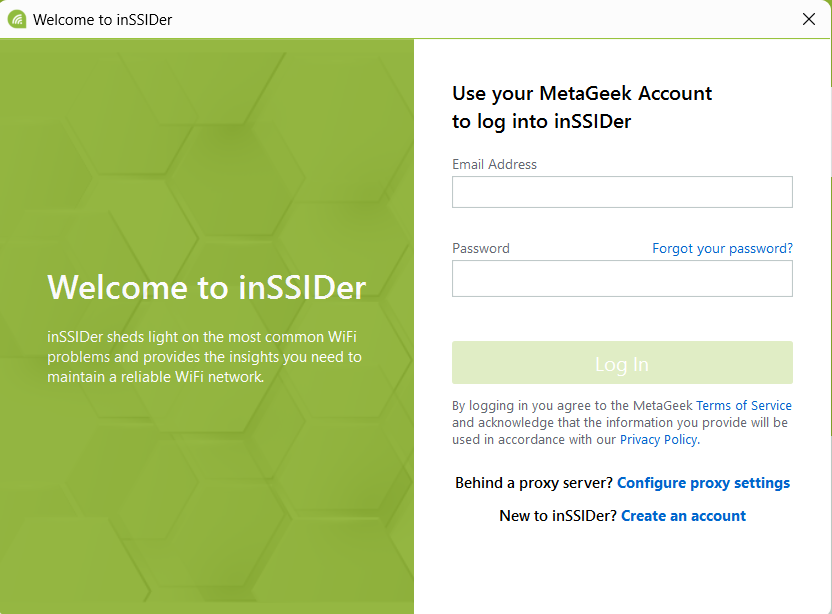 Welcome to inSSIDer
Welcome to inSSIDer
inSSIDer sheds light on the most common WiFi
problems and provides the insights you need to
maintain a reliable WiFi network.
Use your MetaGeek Account
to log into inSSIDer
Email Address
Password
Forgot your password?
Log In
By logging in you agree to the MetaGeek Terms of Service
and acknowledge that the information you provide will be
used in accordance with our Privacy Policy.
Behind a proxy server? Configure proxy settings
New to inSSIDer? Create an account